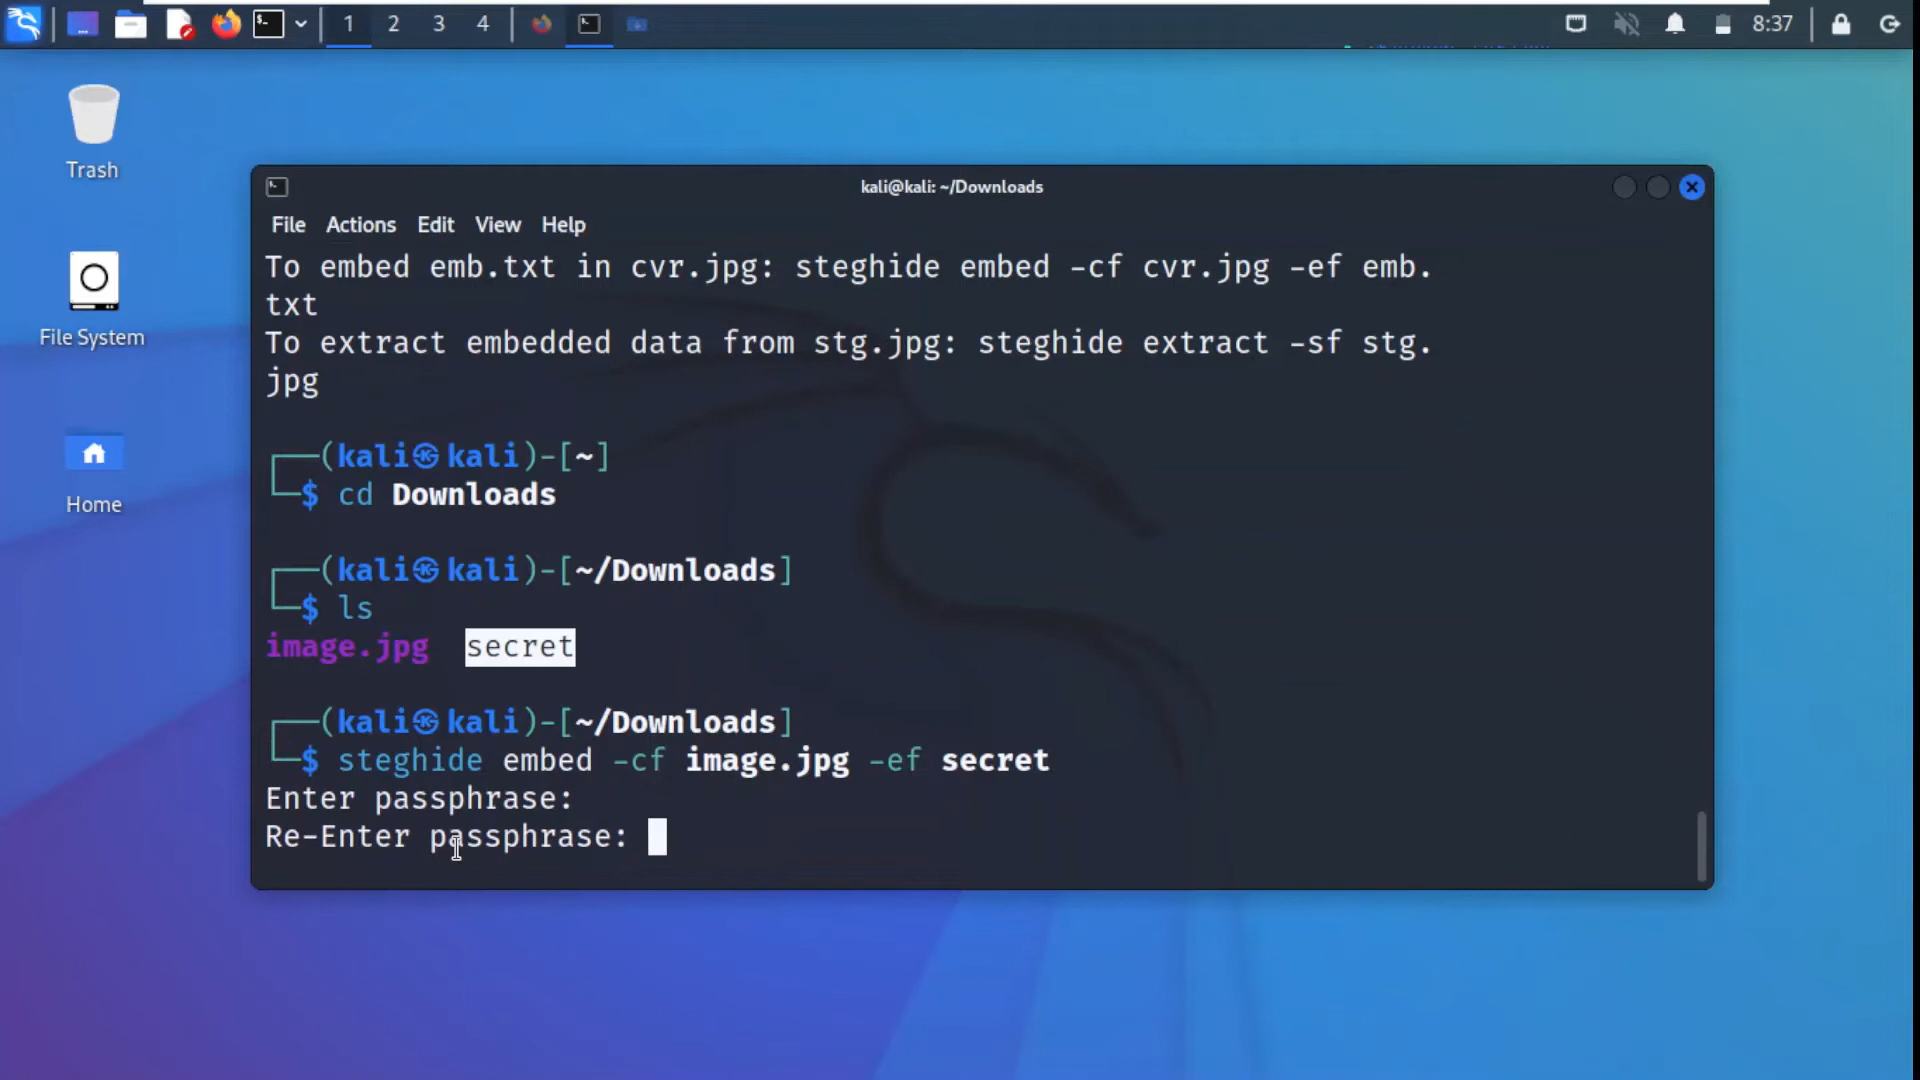 1 2 3 4 8:37
Trash
File System
Home
kali@kali: ~/Downloads
File Actions Edit View Help
To embed emb.txt in cvr.jpg: steghide embed -cf cvr.jpg -ef emb.
txt
To extract embedded data from stg.jpg: steghide extract -sf stg.
jpg
┌──(kali㉿kali)-[~]
└─$ cd Downloads
┌──(kali㉿kali)-[~/Downloads]
└─$ ls
image.jpg secret
┌──(kali㉿kali)-[~/Downloads]
└─$ steghide embed -cf image.jpg -ef secret
Enter passphrase:
Re-Enter passphrase: